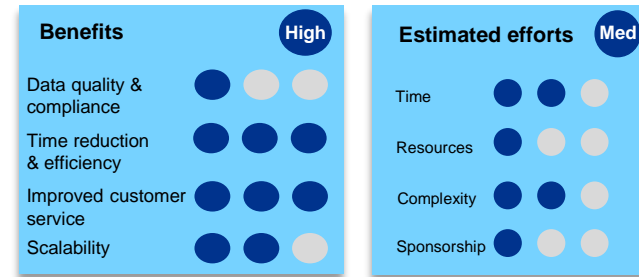 Benefits
High
Data quality &
compliance
Time reduction
& efficiency
Improved customer
service
Scalability
Estimated efforts
Med
Time
Resources
Complexity
Sponsorship